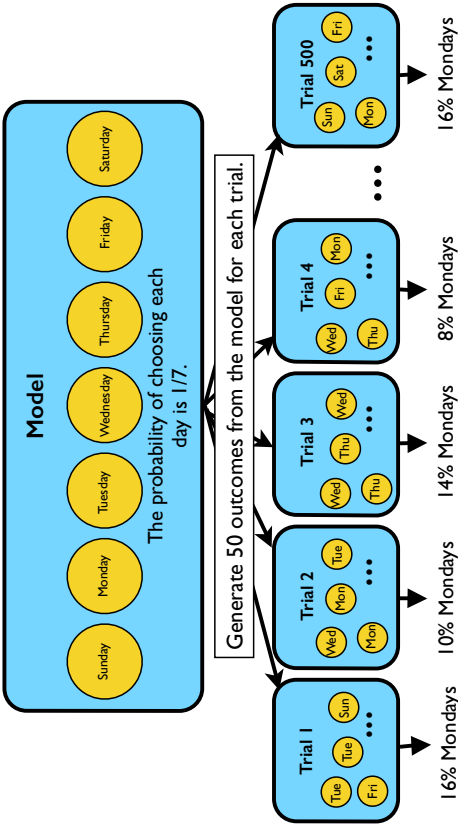 Model
Sunday
Monday
Tuesday
Wednesday
Thursday
Friday
Saturday
The probability of choosing each
day is 1/7.
Generate 50 outcomes from the model for each trial.
Trial 1
Tue
Tue
Sun
Fri
...
16% Mondays
Trial 2
Wed
Mon
Tue
Mon
...
10% Mondays
Trial 3
Wed
Thu
Wed
Thu
...
14% Mondays
Trial 4
Wed
Fri
Mon
Thu
...
8% Mondays
...
Trial 500
Sun
Sat
Fri
Mon
...
16% Mondays